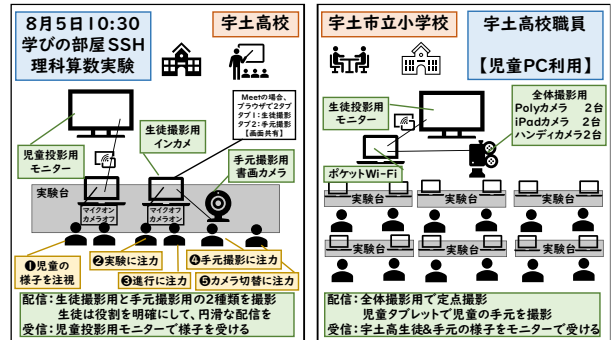 8月5日10:30
学びの部屋SSH
理科算数実験
宇土高校
Meetの場合、
ブラウザで2タブ
タブ1:生徒撮影
タブ2:手元撮影
【画面共有】
児童投影用
モニター
生徒撮影用
インカメ
手元撮影用
書画カメラ
実験台
マイクオン
カメラオフ
マイクオフ
カメラオン
❶児童の
様子を注視
❷実験に注力
❸進行に注力
❹手元撮影に注力
❺カメラ切替に注力
配信:生徒撮影用と手元撮影用の2種類を撮影
生徒は役割を明確にして、円滑な配信を
受信:児童投影用モニターで様子を受ける
宇土市立小学校
宇土高校職員
【児童PC利用】
生徒投影用
モニター
全体撮影用
Polyカメラ 2台
iPadカメラ 2台
ハンディカメラ2台
ポケットWi-Fi
実験台
実験台
実験台
実験台
実験台
実験台
配信:全体撮影用で定点撮影
児童タブレットで児童の手元を撮影
受信:宇土高生徒&手元の様子をモニターで受ける